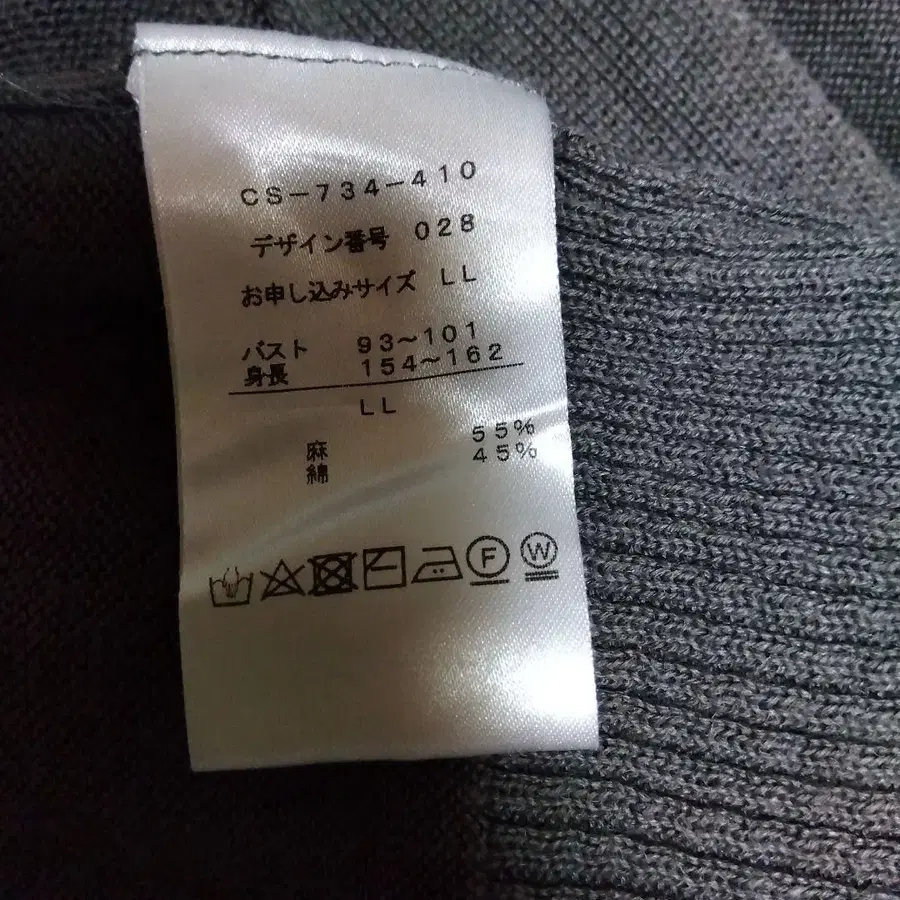 CS-734-410
デザイン番号 028
お申し込みサイズ LL
バスト 93~101
身長 154~162
LL
麻 55%
綿 45%
F W